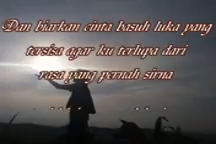 Dan biarkan cinta basuh luka yang
tersisa agar ku terlupa dari
rasa yang pernah sirna